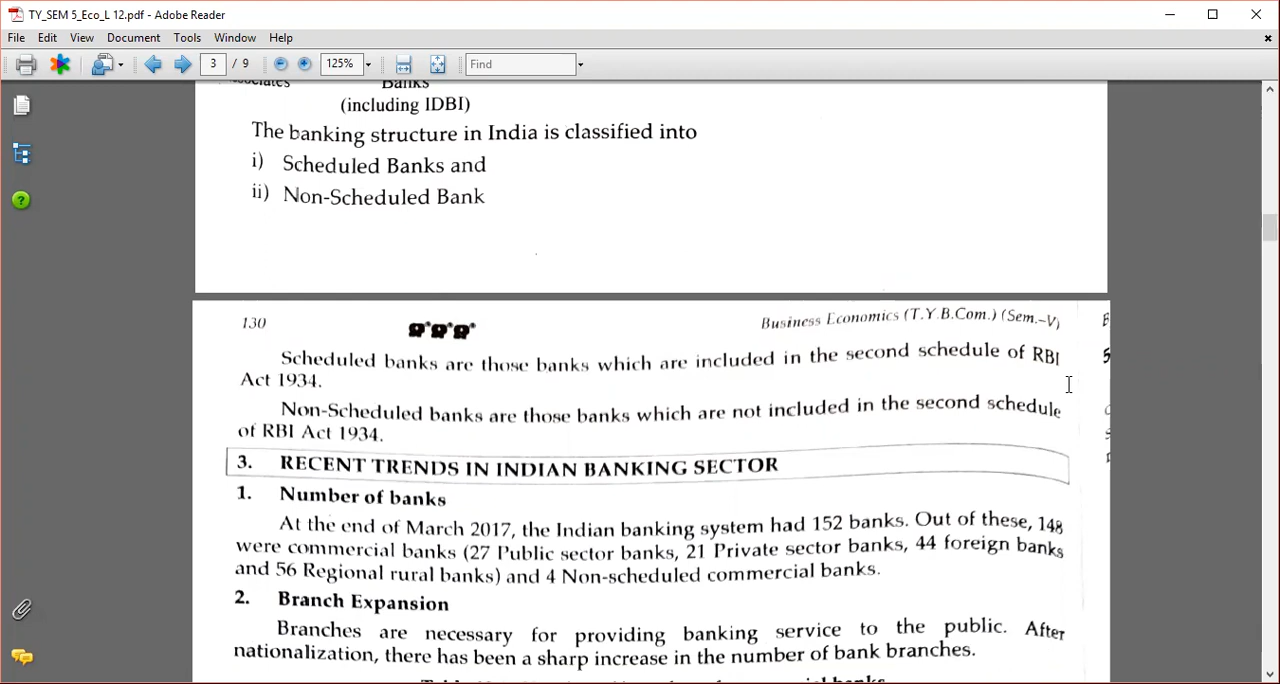 TY_SEM 5_Eco_L 12.pdf - Adobe Reader
File Edit View Document Tools Window Help
3 / 9 125% Find
Banks
(including IDBI)
The banking structure in India is classified into
i) Scheduled Banks and
ii) Non-Scheduled Bank
130 Business Economics (T.Y.B.Com.) (Sem.-V)
Scheduled banks are those banks which are included in the second schedule of RBI
Act 1934.
Non-Scheduled banks are those banks which are not included in the second schedule
of RBI Act 1934.
3. RECENT TRENDS IN INDIAN BANKING SECTOR
1. Number of banks
At the end of March 2017, the Indian banking system had 152 banks. Out of these, 148
were commercial banks (27 Public sector banks, 21 Private sector banks, 44 foreign banks
and 56 Regional rural banks) and 4 Non-scheduled commercial banks.
2. Branch Expansion
Branches are necessary for providing banking service to the public. After
nationalization, there has been a sharp increase in the number of bank branches.